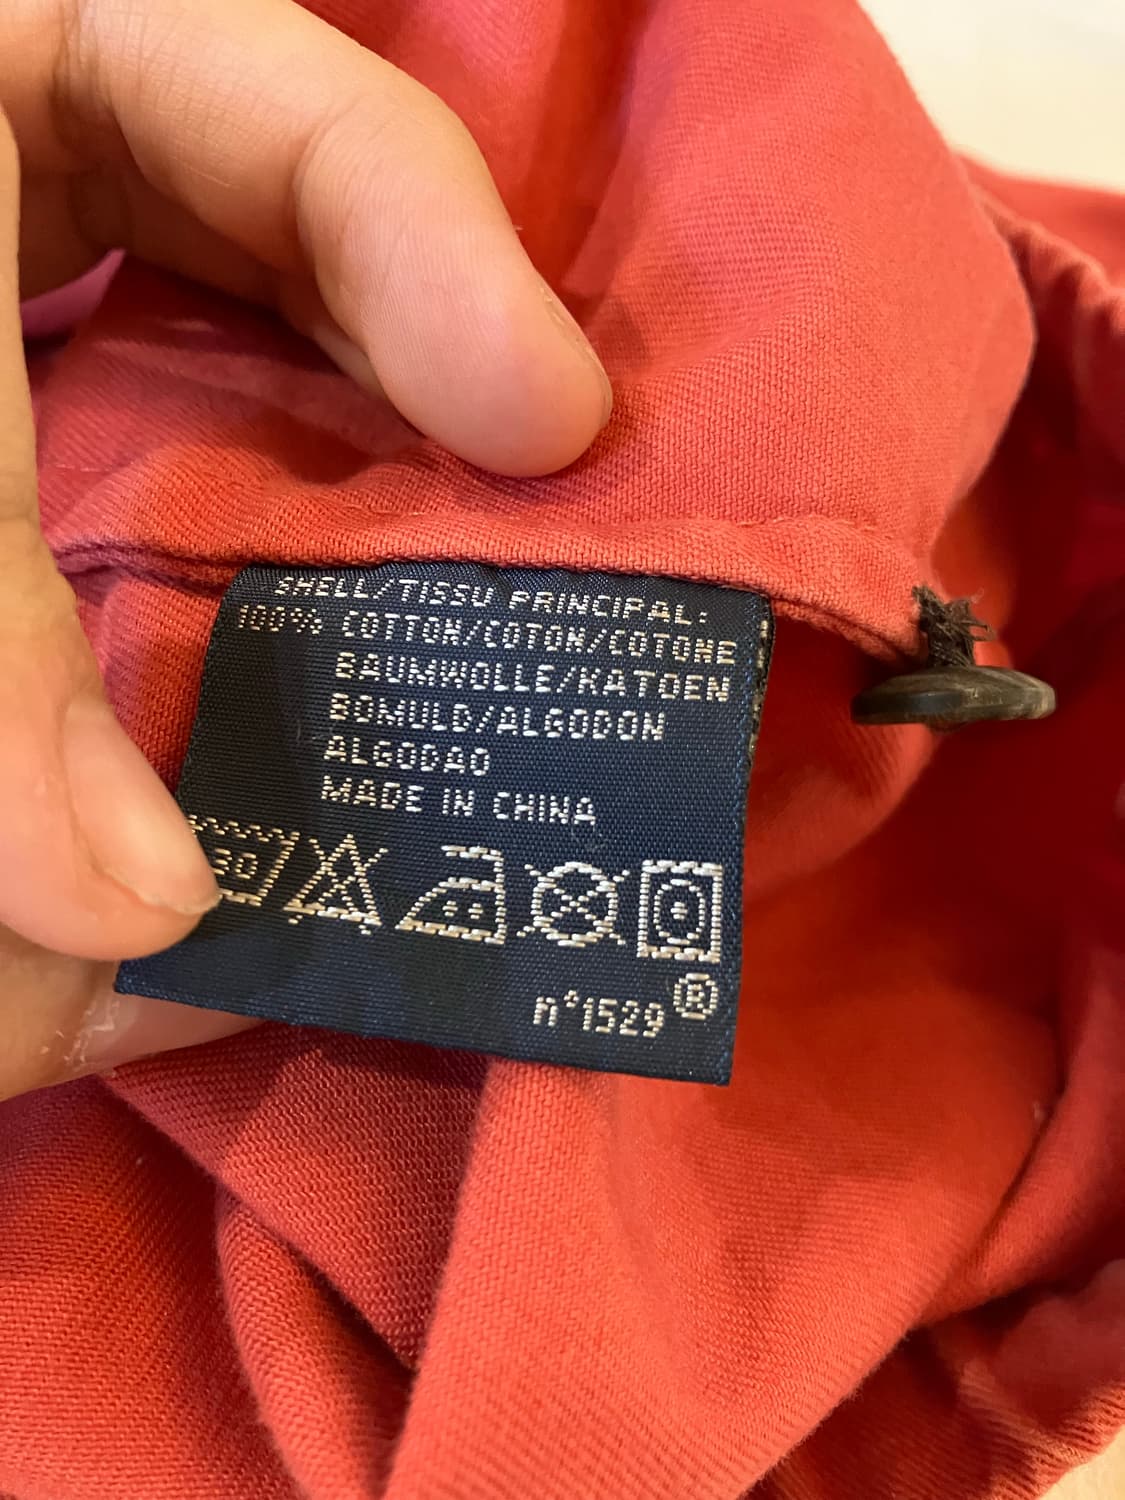 SHELL/TISSU PRINCIPAL:
100% COTTON/COTON/COTONE
BAUMWOLLE/KATOEN
BOMULD/ALGODON
ALGODAO
MADE IN CHINA
30
n°1529®